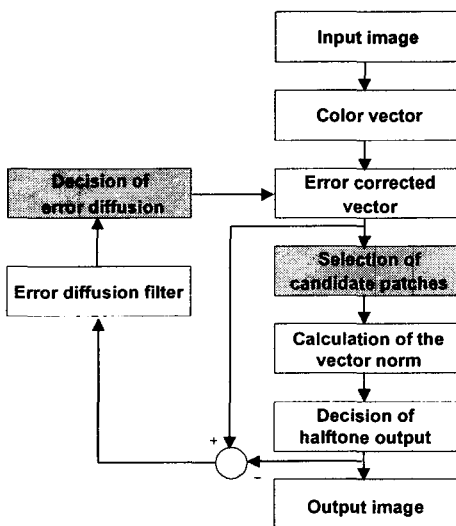 Input image
Color vector
Decision of
error diffusion
Error corrected
vector
Selection of
candidate patches
Error diffusion filter
Calculation of the
vector norm
Decision of
halftone output
+
−
Output image